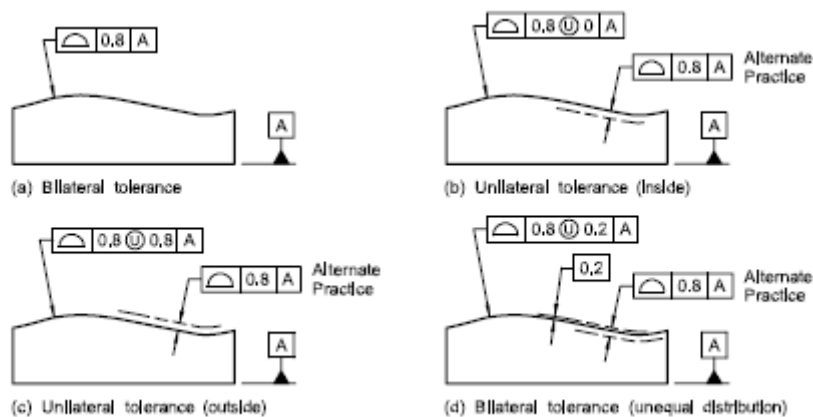 ⌓ 0.8 A
A
(a) Bilateral tolerance
⌓ 0.8 Ⓤ 0 A
⌓ 0.8 A
Alternate
Practice
A
(b) Unilateral tolerance (inside)
⌓ 0.8 Ⓤ 0.8 A
⌓ 0.8 A
Alternate
Practice
A
(c) Unilateral tolerance (outside)
⌓ 0.8 Ⓤ 0.2 A
0.2
⌓ 0.8 A
Alternate
Practice
A
(d) Bilateral tolerance (unequal distribution)